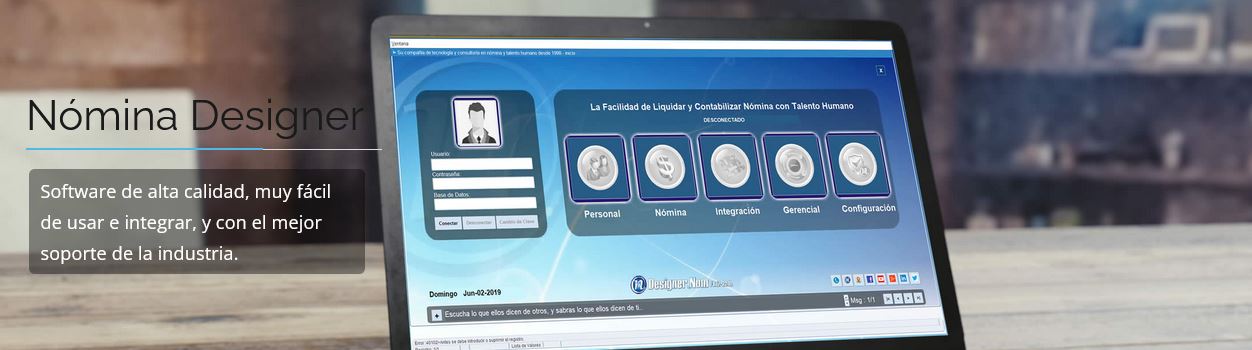 Nómina Designer
Software de alta calidad, muy fácil
de usar e integrar, y con el mejor
soporte de la industria.
Ventana
Su compañía de tecnología y consultoría en nómina y talento humano desde 1996 - inicio
X
La Facilidad de Liquidar y Contabilizar Nómina con Talento Humano
DESCONECTADO
Usuario:
Contraseña:
Base de Datos:
Conectar Desconectar Cambio de Clave
Personal Nómina Integración Gerencial Configuración
Designer Nom
Domingo Jun-02-2019
Escucha lo que ellos dicen de otros, y sabras lo que ellos dicen de ti..
Msg : 1/1
Lista de Valores